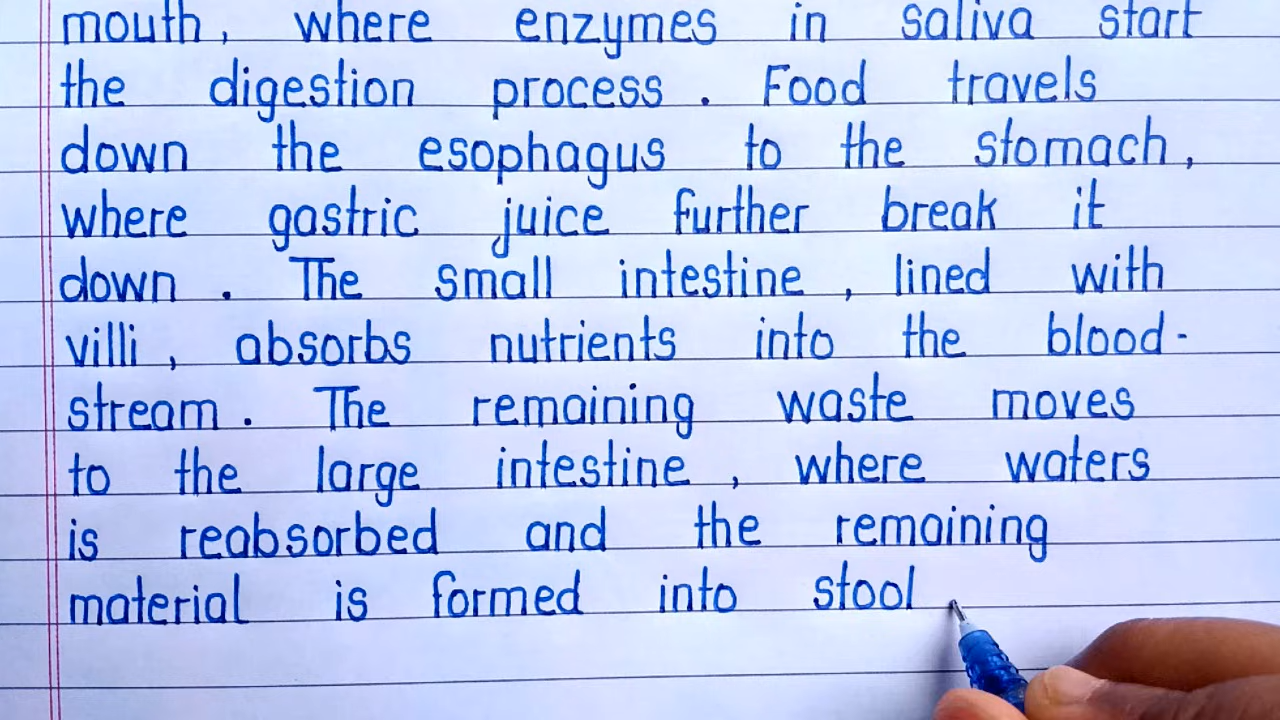 mouth, where enzymes in saliva start
the digestion process. Food travels
down the esophagus to the stomach,
where gastric juice further break it
down. The small intestine, lined with
villi, absorbs nutrients into the blood-
stream. The remaining waste moves
to the large intestine, where waters
is reabsorbed and the remaining
material is formed into stool